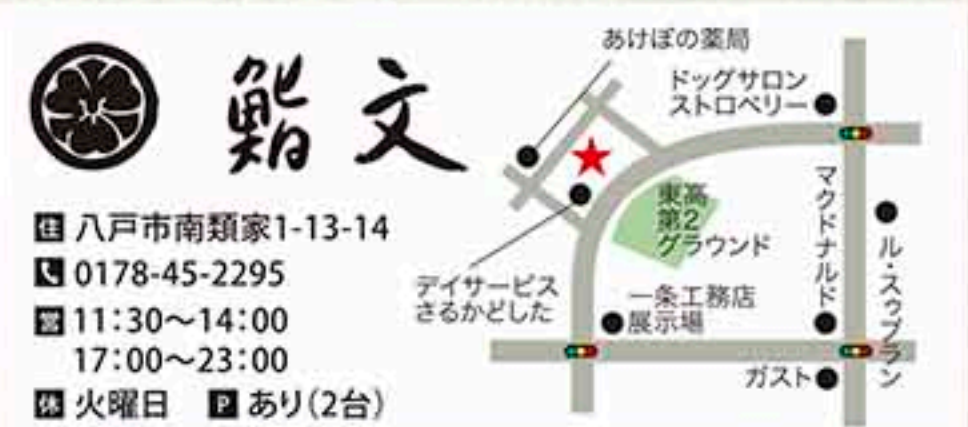 鮨文
住 八戸市南類家1-13-14
0178-45-2295
営 11:30～14:00
17:00～23:00
休 火曜日 P あり(2台)
あけぼの薬局
ドッグサロン
ストロベリー
東高
第2
グラウンド
マクドナルド
ル・スゥブラン
デイサービス
さるかどした
一条工務店
展示場
ガスト